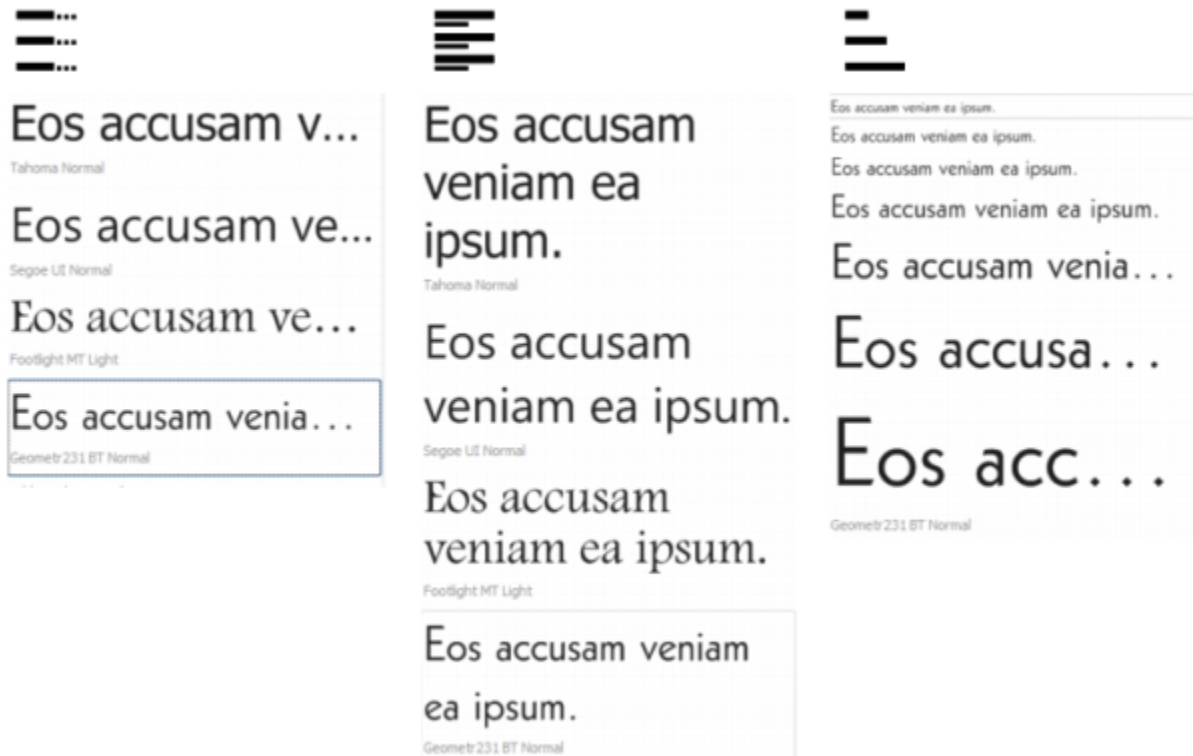 Eos accusam v...
Tahoma Normal
Eos accusam ve...
Segoe UI Normal
Eos accusam ve...
Footlight MT Light
Eos accusam venia...
Geometr231 BT Normal
Eos accusam
veniam ea
ipsum.
Tahoma Normal
Eos accusam
veniam ea ipsum.
Segoe UI Normal
Eos accusam
veniam ea ipsum.
Footlight MT Light
Eos accusam veniam
ea ipsum.
Geometr231 BT Normal
Eos accusam veniam ea ipsum.
Eos accusam veniam ea ipsum.
Eos accusam veniam ea ipsum.
Eos accusam veniam ea ipsum.
Eos accusam venia...
Eos accusa...
Eos acc...
Geometr231 BT Normal